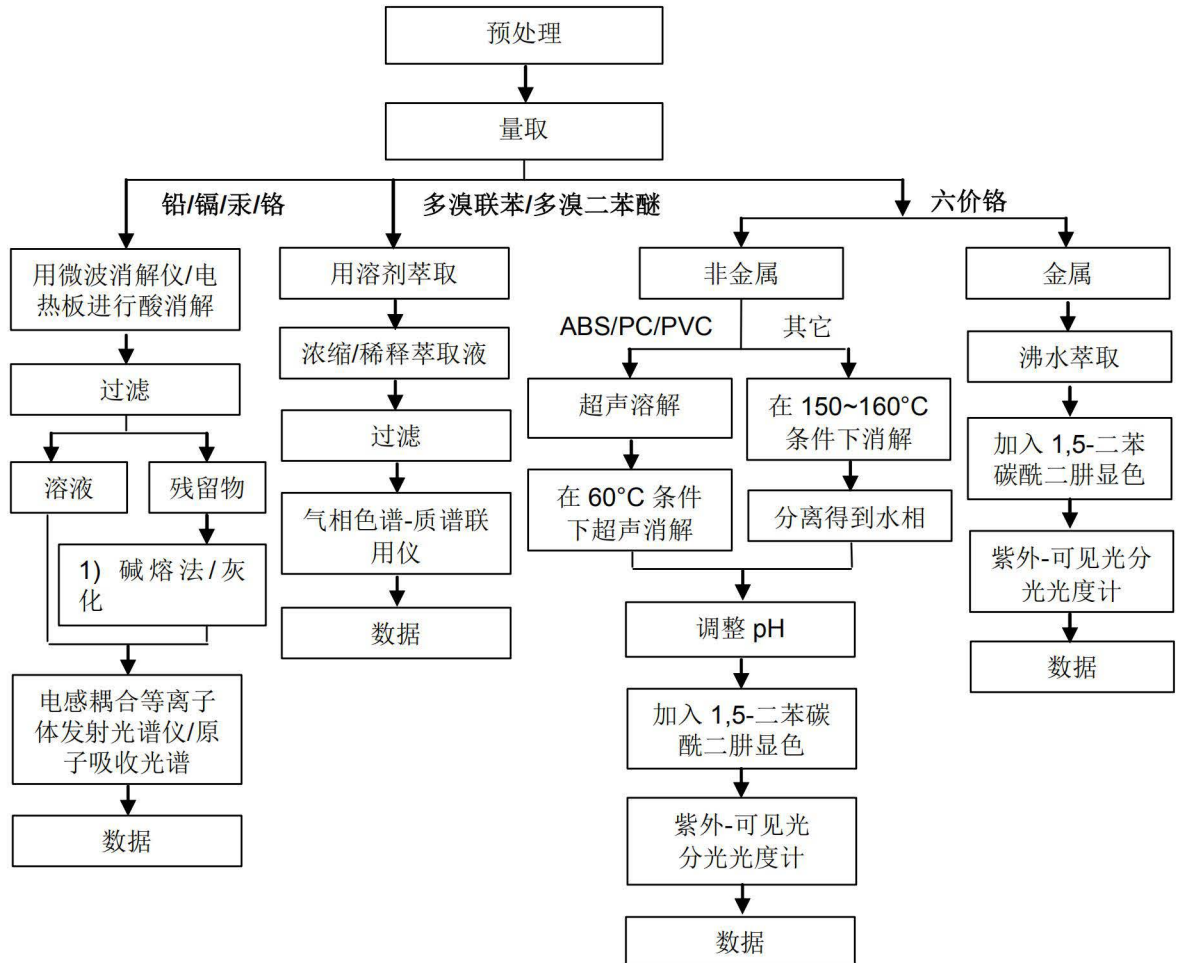 预处理
量取
铅/镉/汞/铬
多溴联苯/多溴二苯醚
六价铬
用微波消解仪/电
热板进行酸消解
过滤
溶液
残留物
1) 碱熔法/灰
化
电感耦合等离子
体发射光谱仪/原
子吸收光谱
数据
用溶剂萃取
浓缩/稀释萃取液
过滤
气相色谱-质谱联
用仪
数据
非金属
ABS/PC/PVC
其它
超声溶解
在 60°C 条件
下超声消解
在 150~160°C
条件下消解
分离得到水相
调整 pH
加入 1,5-二苯碳
酰二肼显色
紫外-可见光
分光光度计
数据
金属
沸水萃取
加入 1,5-二苯
碳酰二肼显色
紫外-可见光分
光光度计
数据